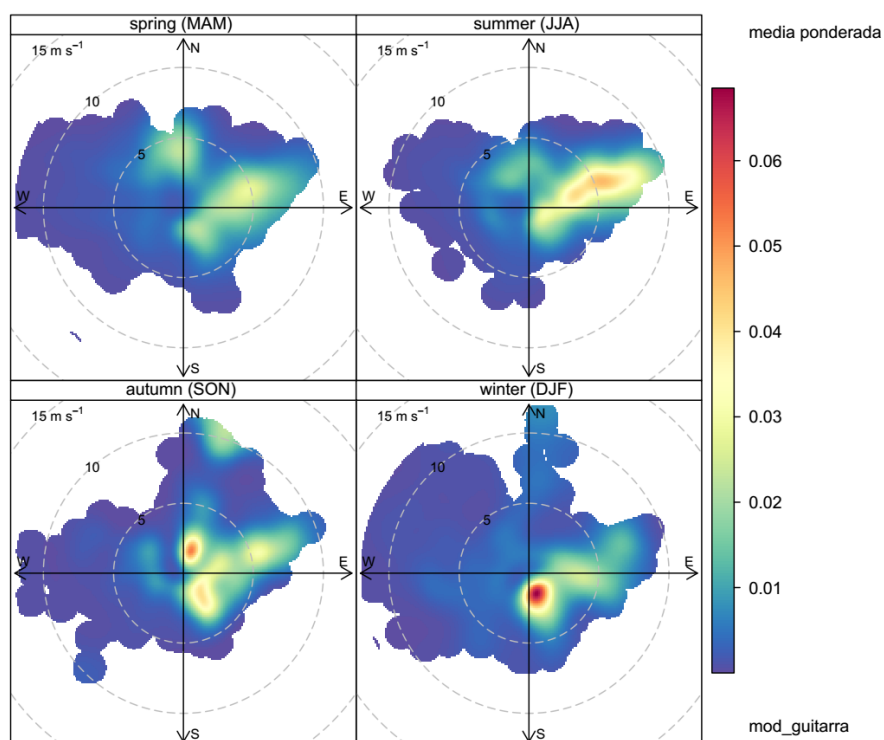 spring (MAM)
15 m s−1
N
10
5
W
E
S
summer (JJA)
15 m s−1
N
10
5
W
E
S
autumn (SON)
15 m s−1
N
10
5
W
E
S
winter (DJF)
15 m s−1
N
10
5
W
E
S
media ponderada
0.06
0.05
0.04
0.03
0.02
0.01
mod_guitarra